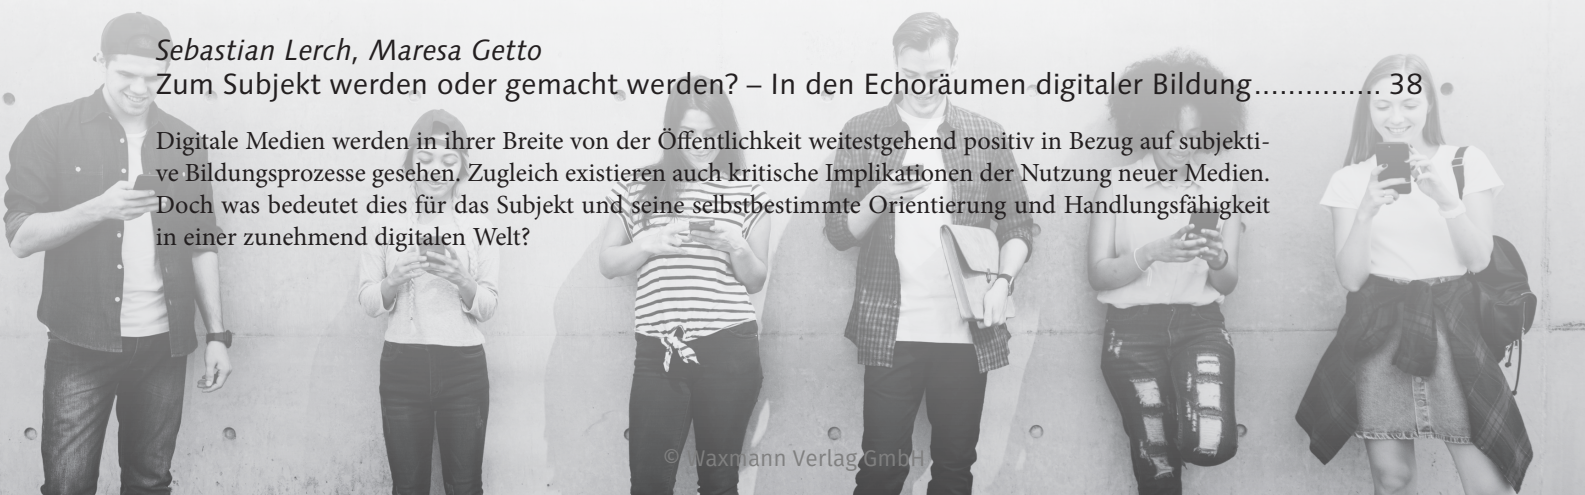 Sebastian Lerch, Maresa Getto
Zum Subjekt werden oder gemacht werden? – In den Echoräumen digitaler Bildung............... 38
Digitale Medien werden in ihrer Breite von der Öffentlichkeit weitestgehend positiv in Bezug auf subjekti-
ve Bildungsprozesse gesehen. Zugleich existieren auch kritische Implikationen der Nutzung neuer Medien.
Doch was bedeutet dies für das Subjekt und seine selbstbestimmte Orientierung und Handlungsfähigkeit
in einer zunehmend digitalen Welt?
© Waxmann Verlag GmbH